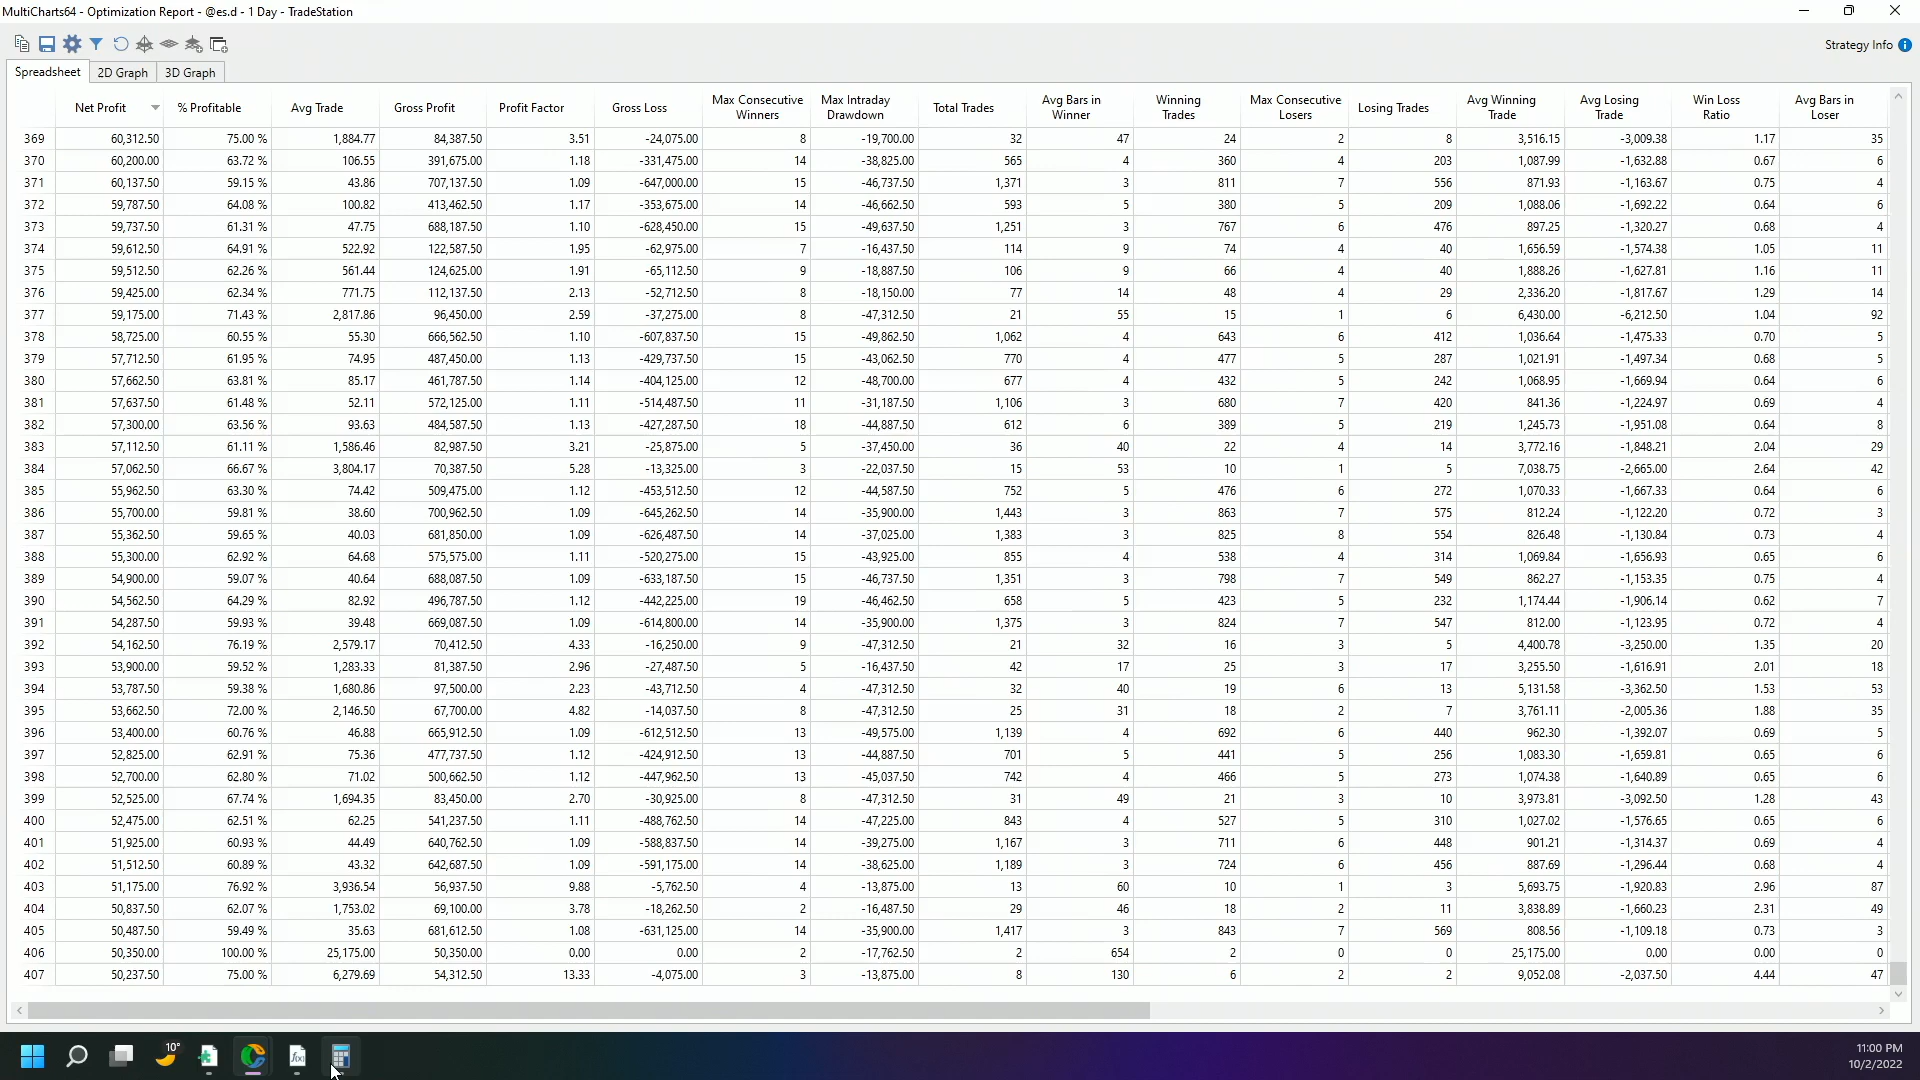 MultiCharts64 - Optimization Report - @es.d - 1 Day - TradeStation
Strategy Info
Spreadsheet 2D Graph 3D Graph
Net Profit % Profitable Avg Trade Gross Profit Profit Factor Gross Loss Max Consecutive Winners Max Intraday Drawdown Total Trades Avg Bars in Winner Winning Trades Max Consecutive Losers Losing Trades Avg Winning Trade Avg Losing Trade Win Loss Ratio Avg Bars in Loser
369 60,312.50 75.00 % 1,884.77 84,387.50 3.51 -24,075.00 8 -19,700.00 32 47 24 2 8 3,516.15 -3,009.38 1.17 35
370 60,200.00 63.72 % 106.55 391,675.00 1.18 -331,475.00 14 -38,825.00 565 4 360 4 203 1,087.99 -1,632.88 0.67 6
371 60,137.50 59.15 % 43.86 707,137.50 1.09 -647,000.00 15 -46,737.50 1,371 3 811 7 556 871.93 -1,163.67 0.75 4
372 59,787.50 64.08 % 100.82 413,462.50 1.17 -353,675.00 14 -46,662.50 593 5 380 5 209 1,088.06 -1,692.22 0.64 6
373 59,737.50 61.31 % 47.75 688,187.50 1.10 -628,450.00 15 -49,637.50 1,251 3 767 6 476 897.25 -1,320.27 0.68 4
374 59,612.50 64.91 % 522.92 122,587.50 1.95 -62,975.00 7 -16,437.50 114 9 74 4 40 1,656.59 -1,574.38 1.05 11
375 59,512.50 62.26 % 561.44 124,625.00 1.91 -65,112.50 9 -18,887.50 106 9 66 4 40 1,888.26 -1,627.81 1.16 11
376 59,425.00 62.34 % 771.75 112,137.50 2.13 -52,712.50 8 -18,150.00 77 14 48 4 29 2,336.20 -1,817.67 1.29 14
377 59,175.00 71.43 % 2,817.86 96,450.00 2.59 -37,275.00 8 -47,312.50 21 55 15 1 6 6,430.00 -6,212.50 1.04 92
378 58,725.00 60.55 % 55.30 666,562.50 1.10 -607,837.50 15 -49,862.50 1,062 4 643 6 412 1,036.64 -1,475.33 0.70 5
379 57,712.50 61.95 % 74.95 487,450.00 1.13 -429,737.50 15 -43,062.50 770 4 477 5 287 1,021.91 -1,497.34 0.68 5
380 57,662.50 63.81 % 85.17 461,787.50 1.14 -404,125.00 12 -48,700.00 677 4 432 5 242 1,068.95 -1,669.94 0.64 6
381 57,637.50 61.48 % 52.11 572,125.00 1.11 -514,487.50 11 -31,187.50 1,106 3 680 7 420 841.36 -1,224.97 0.69 4
382 57,300.00 63.56 % 93.63 484,587.50 1.13 -427,287.50 18 -44,887.50 612 6 389 5 219 1,245.73 -1,951.08 0.64 8
383 57,112.50 61.11 % 1,586.46 82,987.50 3.21 -25,875.00 5 -37,450.00 36 40 22 4 14 3,772.16 -1,848.21 2.04 29
384 57,062.50 66.67 % 3,804.17 70,387.50 5.28 -13,325.00 3 -22,037.50 15 53 10 1 5 7,038.75 -2,665.00 2.64 42
385 55,962.50 63.30 % 74.42 509,475.00 1.12 -453,512.50 12 -44,587.50 752 5 476 6 272 1,070.33 -1,667.33 0.64 6
386 55,700.00 59.81 % 38.60 700,962.50 1.09 -645,262.50 14 -35,900.00 1,443 3 863 7 575 812.24 -1,122.20 0.72 3
387 55,362.50 59.65 % 40.03 681,850.00 1.09 -626,487.50 14 -37,025.00 1,383 3 825 8 554 826.48 -1,130.84 0.73 4
388 55,300.00 62.92 % 64.68 575,575.00 1.11 -520,275.00 15 -43,925.00 855 4 538 4 314 1,069.84 -1,656.93 0.65 6
389 54,900.00 59.07 % 40.64 688,087.50 1.09 -633,187.50 15 -46,737.50 1,351 3 798 7 549 862.27 -1,153.35 0.75 4
390 54,562.50 64.29 % 82.92 496,787.50 1.12 -442,225.00 19 -46,462.50 658 5 423 5 232 1,174.44 -1,906.14 0.62 7
391 54,287.50 59.93 % 39.48 669,087.50 1.09 -614,800.00 14 -35,900.00 1,375 3 824 7 547 812.00 -1,123.95 0.72 4
392 54,162.50 76.19 % 2,579.17 70,412.50 4.33 -16,250.00 9 -47,312.50 21 32 16 3 5 4,400.78 -3,250.00 1.35 20
393 53,900.00 59.52 % 1,283.33 81,387.50 2.96 -27,487.50 5 -16,437.50 42 17 25 3 17 3,255.50 -1,616.91 2.01 18
394 53,787.50 59.38 % 1,680.86 97,500.00 2.23 -43,712.50 4 -47,312.50 32 40 19 6 13 5,131.58 -3,362.50 1.53 53
395 53,662.50 72.00 % 2,146.50 67,700.00 4.82 -14,037.50 8 -47,312.50 25 31 18 2 7 3,761.11 -2,005.36 1.88 35
396 53,400.00 60.76 % 46.88 665,912.50 1.09 -612,512.50 13 -49,575.00 1,139 4 692 6 440 962.30 -1,392.07 0.69 5
397 52,825.00 62.91 % 75.36 477,737.50 1.12 -424,912.50 13 -44,887.50 701 5 441 5 256 1,083.30 -1,659.81 0.65 6
398 52,700.00 62.80 % 71.02 500,662.50 1.12 -447,962.50 13 -45,037.50 742 4 466 5 273 1,074.38 -1,640.89 0.65 6
399 52,525.00 67.74 % 1,694.35 83,450.00 2.70 -30,925.00 8 -47,312.50 31 49 21 3 10 3,973.81 -3,092.50 1.28 43
400 52,475.00 62.51 % 62.25 541,237.50 1.11 -488,762.50 14 -47,225.00 843 4 527 5 310 1,027.02 -1,576.65 0.65 6
401 51,925.00 60.93 % 44.49 640,762.50 1.09 -588,837.50 14 -39,275.00 1,167 3 711 6 448 901.21 -1,314.37 0.69 4
402 51,512.50 60.89 % 43.32 642,687.50 1.09 -591,175.00 14 -38,625.00 1,189 3 724 6 456 887.69 -1,296.44 0.68 4
403 51,175.00 76.92 % 3,936.54 56,937.50 9.88 -5,762.50 4 -13,875.00 13 60 10 1 3 5,693.75 -1,920.83 2.96 87
404 50,837.50 62.07 % 1,753.02 69,100.00 3.78 -18,262.50 2 -16,487.50 29 46 18 2 11 3,838.89 -1,660.23 2.31 49
405 50,487.50 59.49 % 35.63 681,612.50 1.08 -631,125.00 14 -35,900.00 1,417 3 843 7 569 808.56 -1,109.18 0.73 3
406 50,350.00 100.00 % 25,175.00 50,350.00 0.00 0.00 2 -17,762.50 2 654 2 0 0 25,175.00 0.00 0.00 0
407 50,237.50 75.00 % 6,279.69 54,312.50 13.33 -4,075.00 3 -13,875.00 8 130 6 2 2 9,052.08 -2,037.50 4.44 47
10°
11:00 PM
10/2/2022